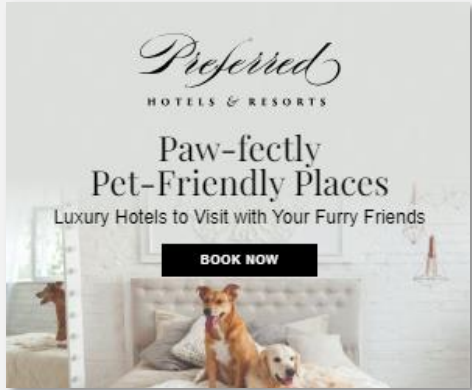 Preferred
HOTELS & RESORTS
Paw-fectly
Pet-Friendly Places
Luxury Hotels to Visit with Your Furry Friends
BOOK NOW